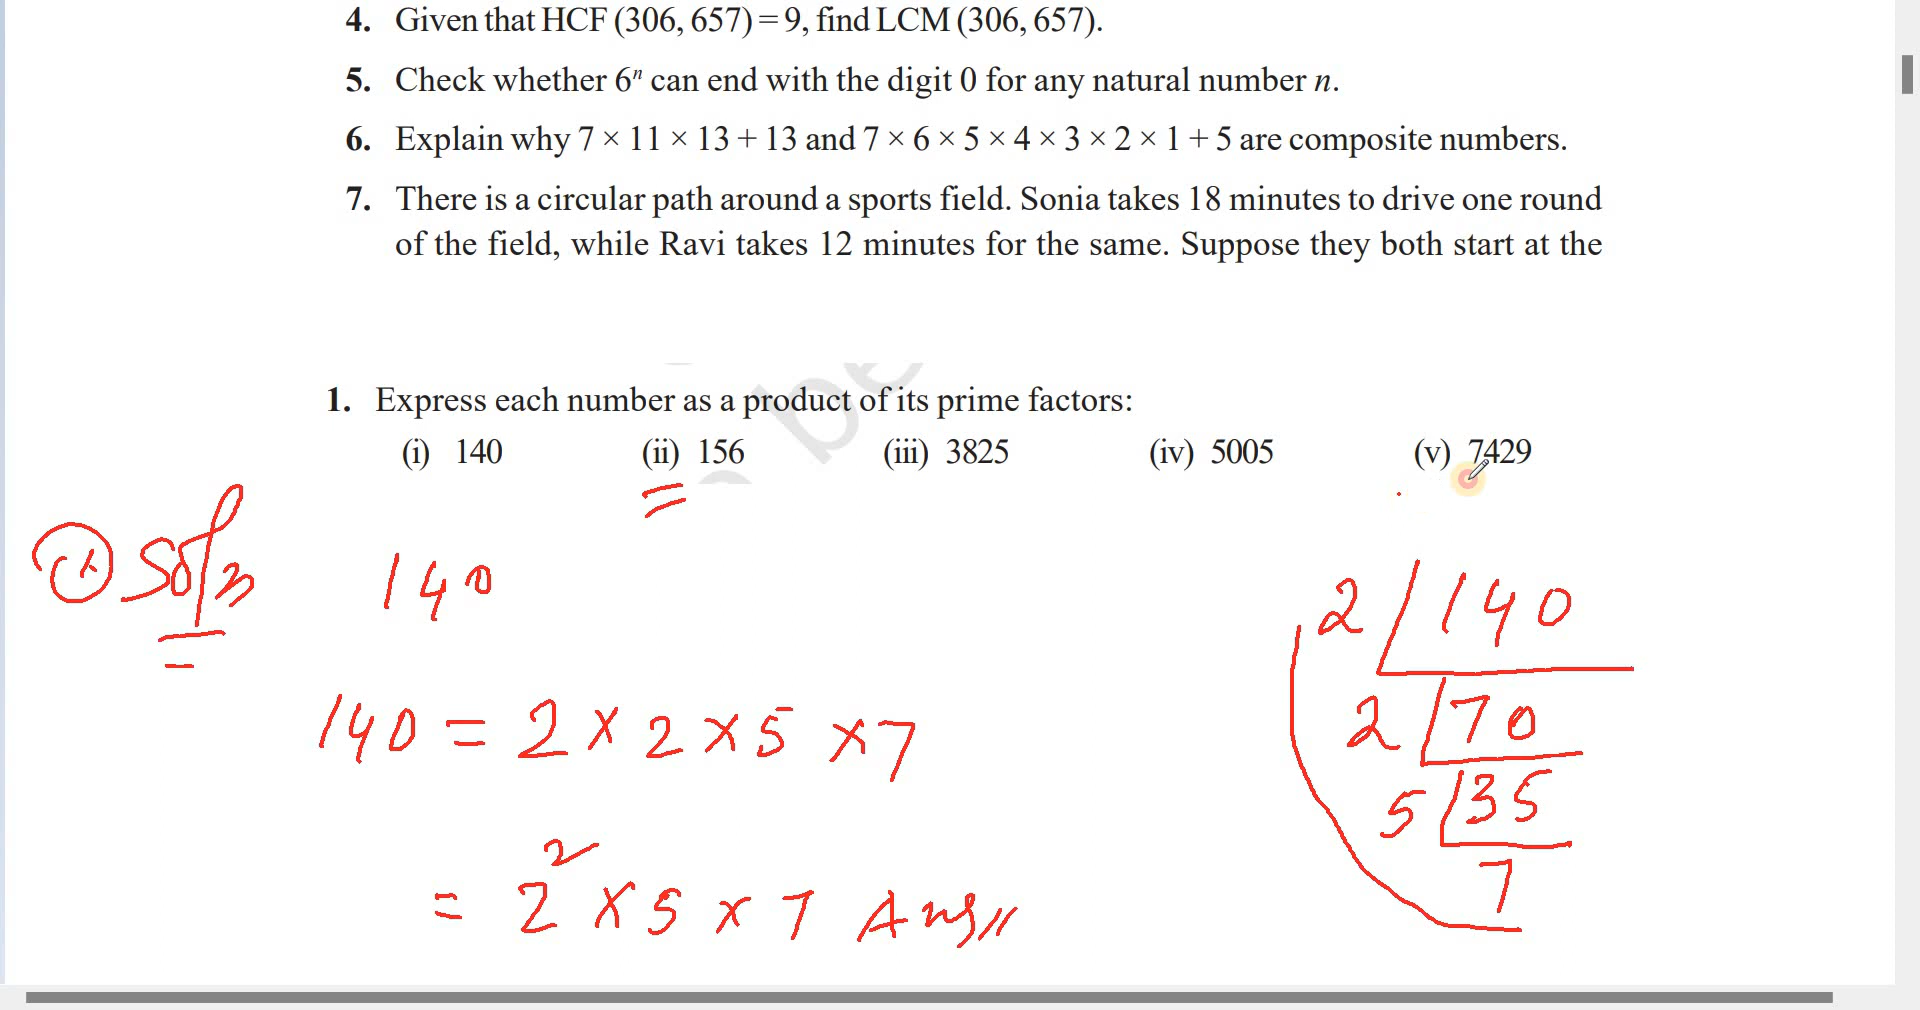 4. Given that HCF (306, 657) = 9, find LCM (306, 657).
5. Check whether 6ⁿ can end with the digit 0 for any natural number n.
6. Explain why 7 × 11 × 13 + 13 and 7 × 6 × 5 × 4 × 3 × 2 × 1 + 5 are composite numbers.
7. There is a circular path around a sports field. Sonia takes 18 minutes to drive one round
of the field, while Ravi takes 12 minutes for the same. Suppose they both start at the
be
1. Express each number as a product of its prime factors:
(i) 140 (ii) 156 (iii) 3825 (iv) 5005 (v) 7429
Soln
140
140 = 2 × 2 × 5 × 7
= 2² × 5 × 7 Ans//
2 140
2 70
5 35
7